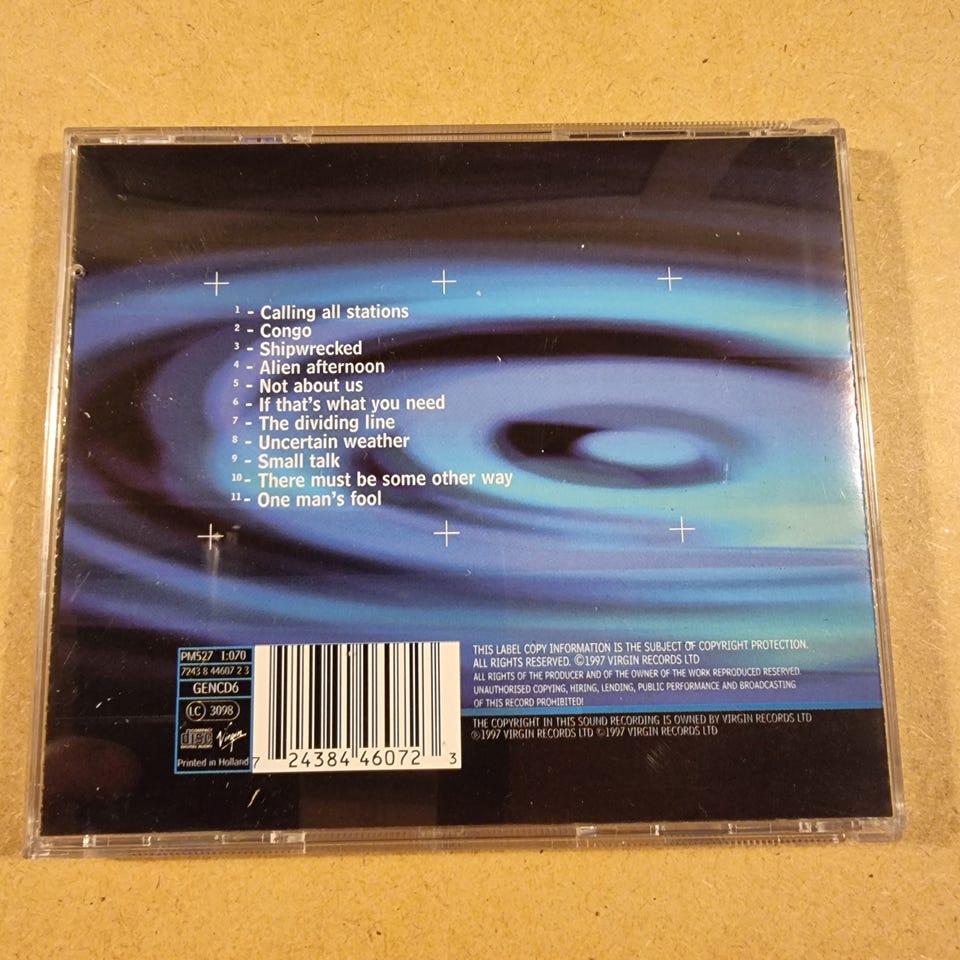 1 - Calling all stations
2 - Congo
3 - Shipwrecked
4 - Alien afternoon
5 - Not about us
6 - If that's what you need
7 - The dividing line
8 - Uncertain weather
9 - Small talk
10 - There must be some other way
11 - One man's fool
PM527 1:070
7243 8 44607 2 3
GENCD6
LC 3098
COMPACT disc DIGITAL AUDIO Virgin
Printed in Holland
7 24384 46072 3
THIS LABEL COPY INFORMATION IS THE SUBJECT OF COPYRIGHT PROTECTION.
ALL RIGHTS RESERVED. ©1997 VIRGIN RECORDS LTD
ALL RIGHTS OF THE PRODUCER AND OF THE OWNER OF THE WORK REPRODUCED RESERVED.
UNAUTHORISED COPYING, HIRING, LENDING, PUBLIC PERFORMANCE AND BROADCASTING
OF THIS RECORD PROHIBITED!
THE COPYRIGHT IN THIS SOUND RECORDING IS OWNED BY VIRGIN RECORDS LTD
℗1997 VIRGIN RECORDS LTD ©1997 VIRGIN RECORDS LTD